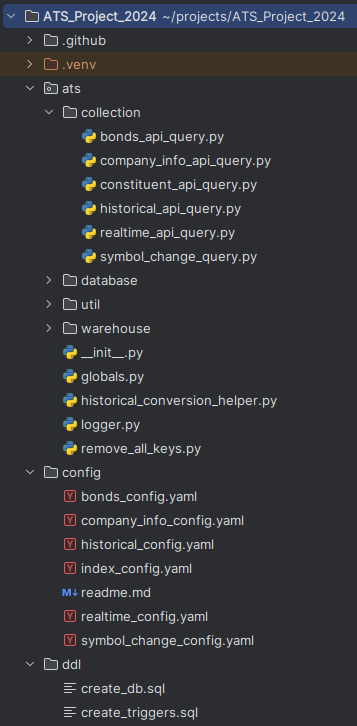 ATS_Project_2024 ~/projects/ATS_Project_2024
.github
.venv
ats
collection
bonds_api_query.py
company_info_api_query.py
constituent_api_query.py
historical_api_query.py
realtime_api_query.py
symbol_change_query.py
database
util
warehouse
__init__.py
globals.py
historical_conversion_helper.py
logger.py
remove_all_keys.py
config
Y bonds_config.yaml
Y company_info_config.yaml
Y historical_config.yaml
Y index_config.yaml
M↓ readme.md
Y realtime_config.yaml
Y symbol_change_config.yaml
ddl
create_db.sql
create_triggers.sql